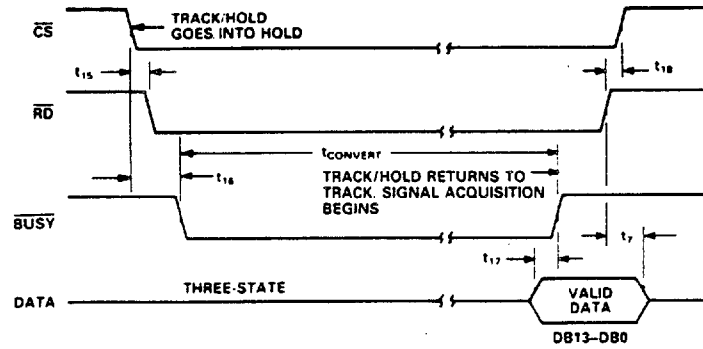 TRACK/HOLD
GOES INTO HOLD
CS
t15
t18
RD
tCONVERT
t16
TRACK/HOLD RETURNS TO
TRACK. SIGNAL ACQUISITION
BEGINS
BUSY
t7
t17
THREE-STATE
DATA
VALID
DATA
DB13–DB0